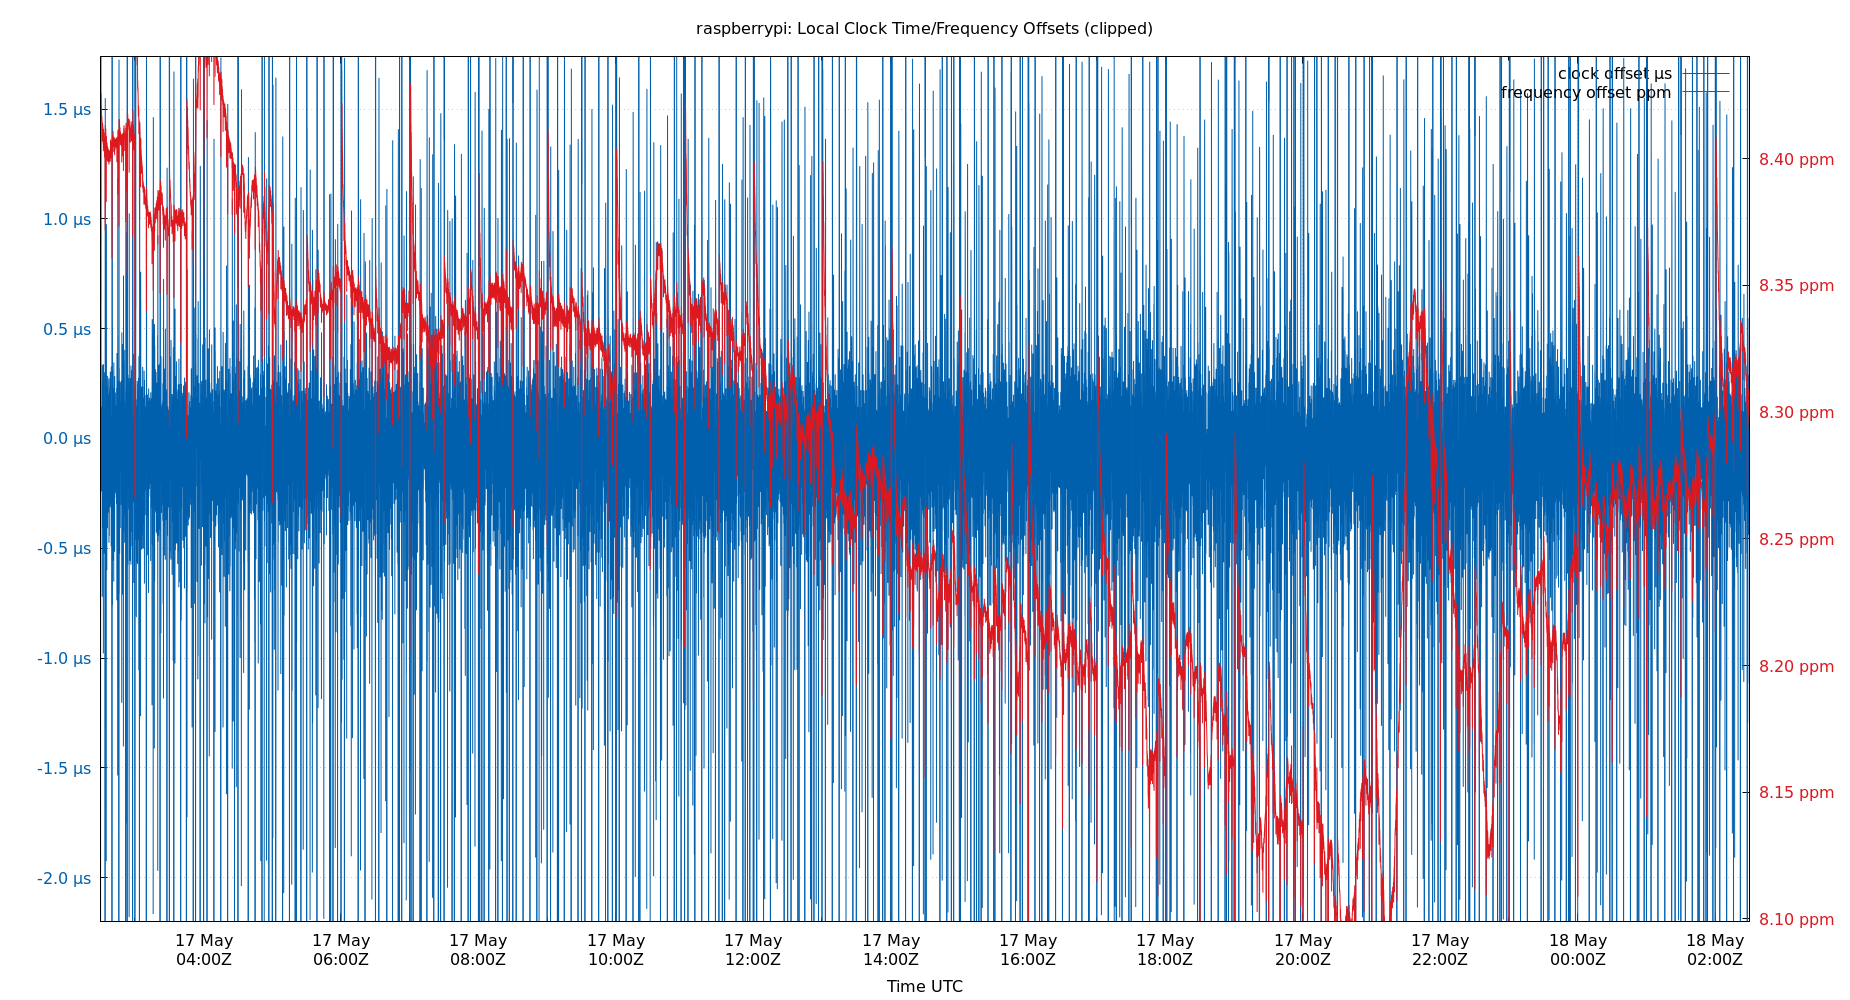 raspberrypi: Local Clock Time/Frequency Offsets (clipped)
clock offset µs
frequency offset ppm
1.5 µs
1.0 µs
0.5 µs
0.0 µs
-0.5 µs
-1.0 µs
-1.5 µs
-2.0 µs
8.40 ppm
8.35 ppm
8.30 ppm
8.25 ppm
8.20 ppm
8.15 ppm
8.10 ppm
17 May
04:00Z
17 May
06:00Z
17 May
08:00Z
17 May
10:00Z
17 May
12:00Z
17 May
14:00Z
17 May
16:00Z
17 May
18:00Z
17 May
20:00Z
17 May
22:00Z
18 May
00:00Z
18 May
02:00Z
Time UTC